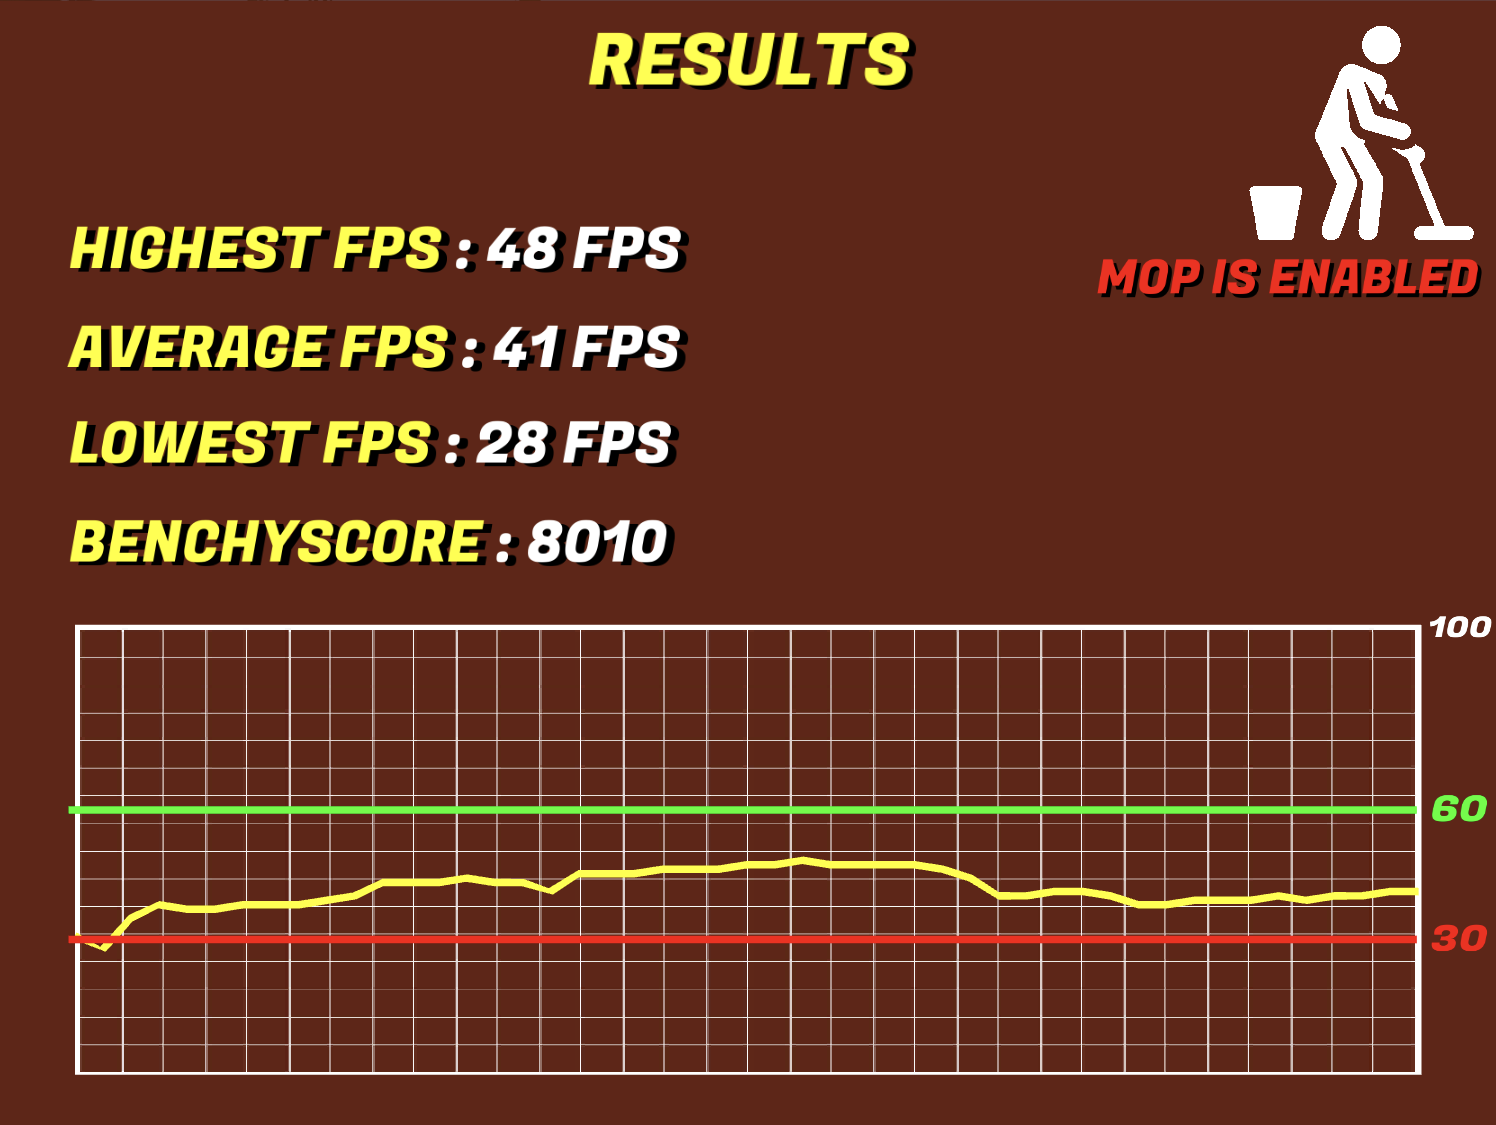 RESULTS
HIGHEST FPS : 48 FPS
MOP IS ENABLED
AVERAGE FPS : 41 FPS
LOWEST FPS : 28 FPS
BENCHYSCORE : 8010
100
60
30